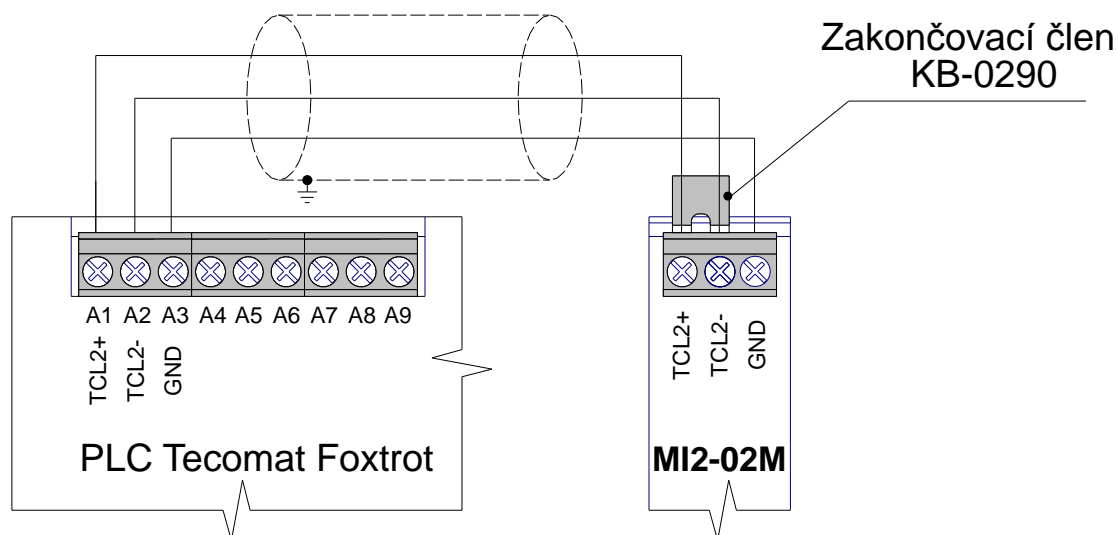 Zakončovací člen
KB-0290
A1 A2 A3 A4 A5 A6 A7 A8 A9
TCL2+
TCL2-
GND
TCL2+
TCL2-
GND
PLC Tecomat Foxtrot
MI2-02M